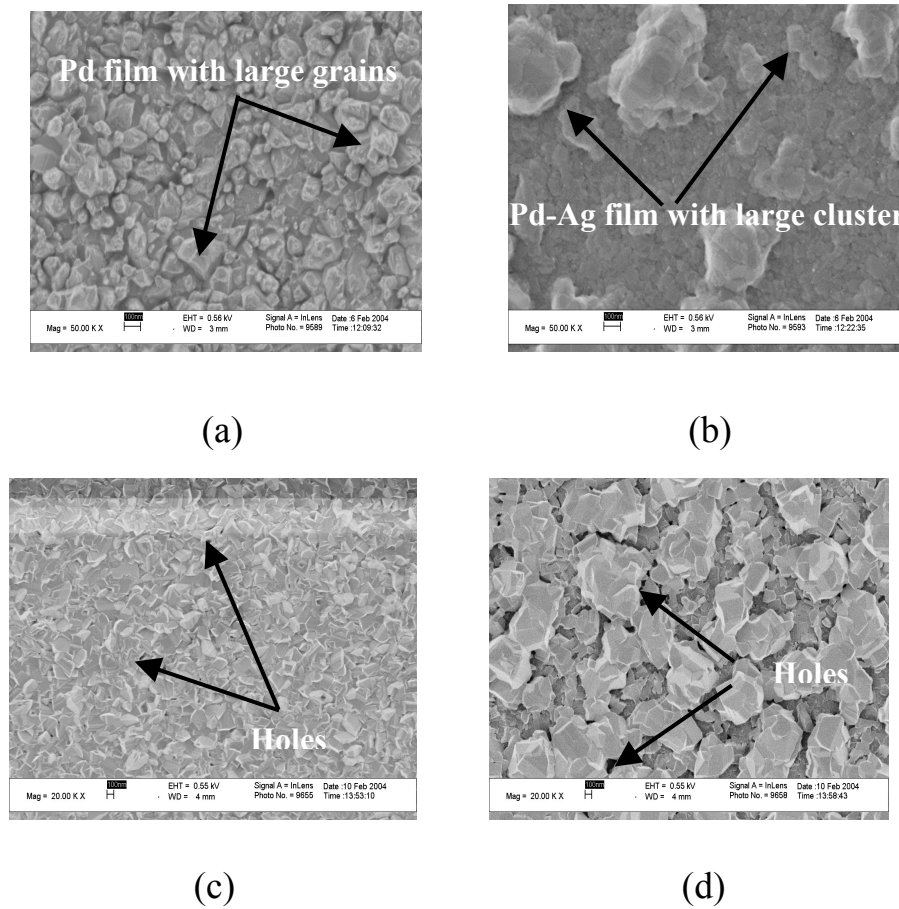 Pd film with large grains
100nm
Mag = 50.00 K X
EHT = 0.56 kV
WD = 3 mm
Signal A = InLens
Photo No. = 9589
Date :6 Feb 2004
Time :12:09:32
(a)
Pd-Ag film with large cluster
100nm
Mag = 50.00 K X
EHT = 0.56 kV
WD = 3 mm
Signal A = InLens
Photo No. = 9593
Date :6 Feb 2004
Time :12:22:35
(b)
Holes
100nm
Mag = 20.00 K X
EHT = 0.55 kV
WD = 4 mm
Signal A = InLens
Photo No. = 9655
Date :10 Feb 2004
Time :13:53:10
(c)
Holes
100nm
Mag = 20.00 K X
EHT = 0.55 kV
WD = 4 mm
Signal A = InLens
Photo No. = 9658
Date :10 Feb 2004
Time :13:58:43
(d)